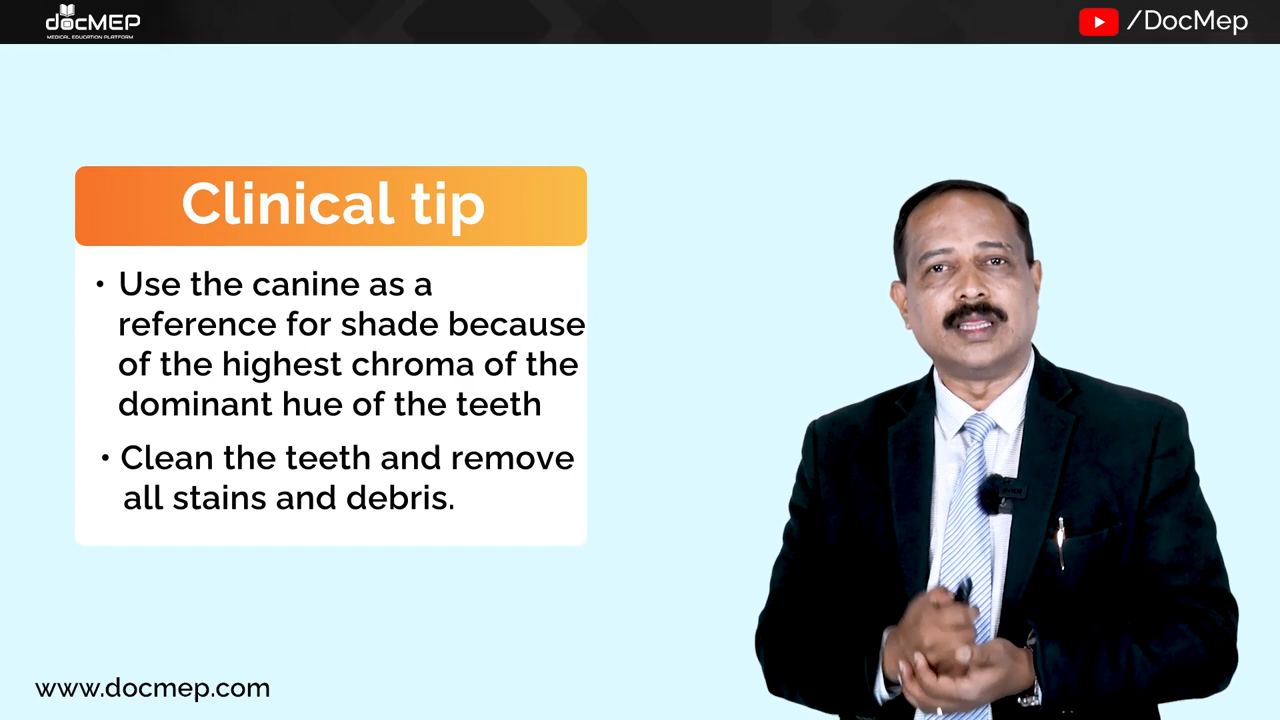 docMEP
MEDICAL EDUCATION PLATFORM
/DocMep
Clinical tip
• Use the canine as a
reference for shade because
of the highest chroma of the
dominant hue of the teeth
• Clean the teeth and remove
all stains and debris.
www.docmep.com